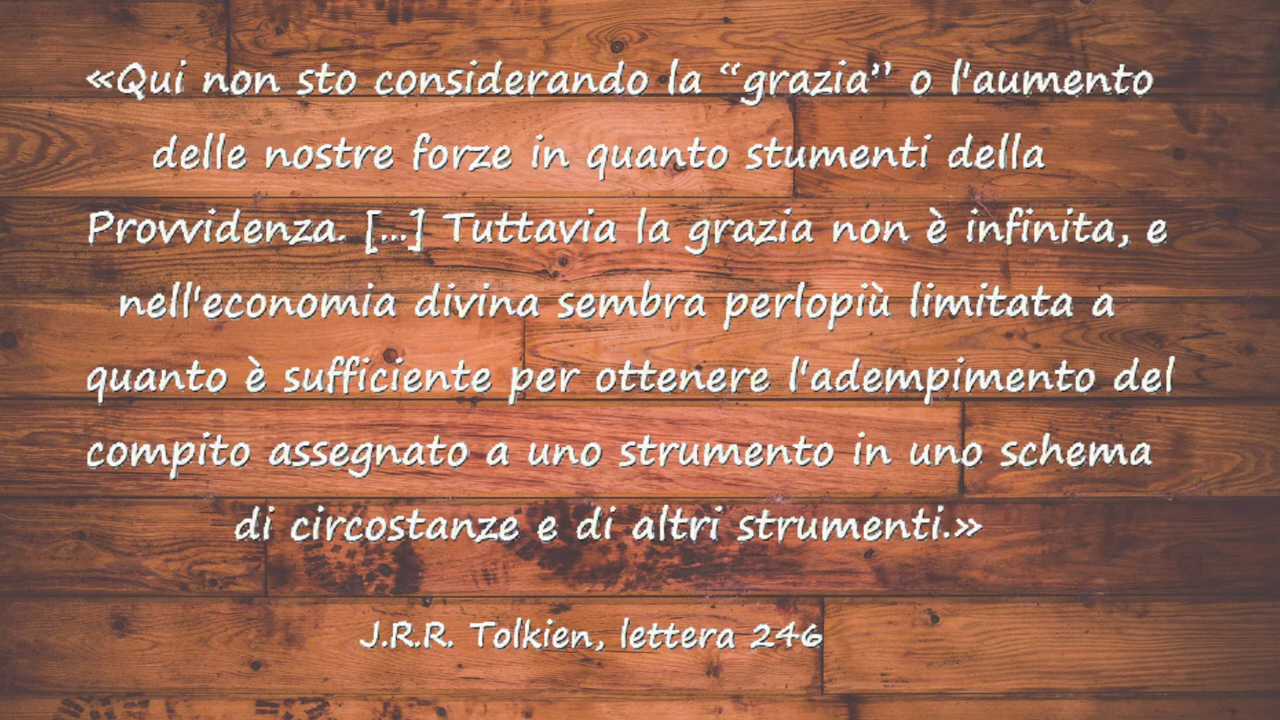 «Qui non sto considerando la “grazia” o l'aumento
delle nostre forze in quanto stumenti della
Provvidenza. [...] Tuttavia la grazia non è infinita, e
nell'economia divina sembra perlopiù limitata a
quanto è sufficiente per ottenere l'adempimento del
compito assegnato a uno strumento in uno schema
di circostanze e di altri strumenti.»
J.R.R. Tolkien, lettera 246